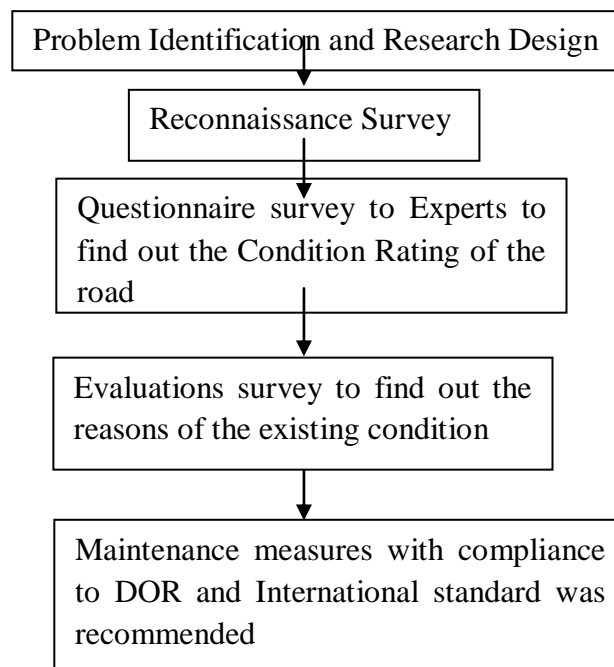 Problem Identification and Research Design
Reconnaissance Survey
Questionnaire survey to Experts to
find out the Condition Rating of the
road
Evaluations survey to find out the
reasons of the existing condition
Maintenance measures with compliance
to DOR and International standard was
recommended